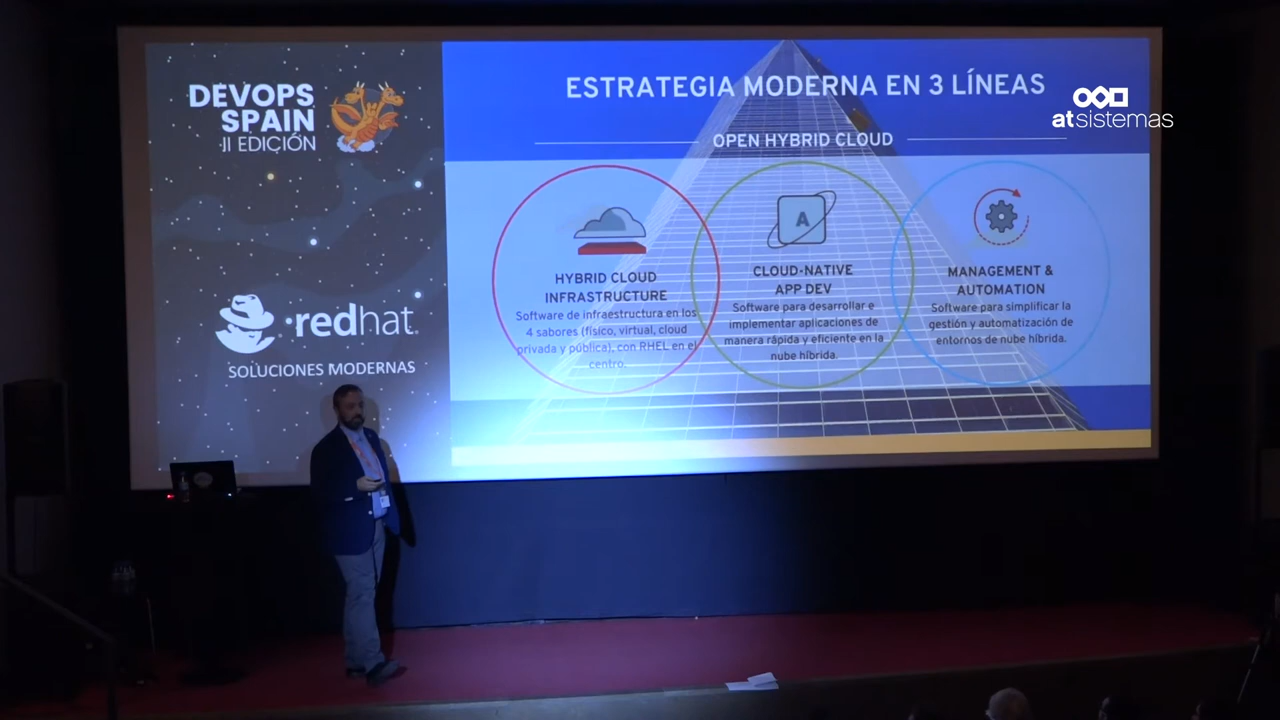 DEVOPS
SPAIN
II EDICIÓN
redhat.
SOLUCIONES MODERNAS
ESTRATEGIA MODERNA EN 3 LÍNEAS
atsistemas
OPEN HYBRID CLOUD
HYBRID CLOUD
INFRASTRUCTURE
Software de infraestructura en los
4 sabores (físico, virtual, cloud
privada y pública), con RHEL en el
centro.
A
CLOUD-NATIVE
APP DEV
Software para desarrollar e
implementar aplicaciones de
manera rápida y eficiente en la
nube híbrida.
MANAGEMENT &
AUTOMATION
Software para simplificar la
gestión y automatización de
entornos de nube híbrida.